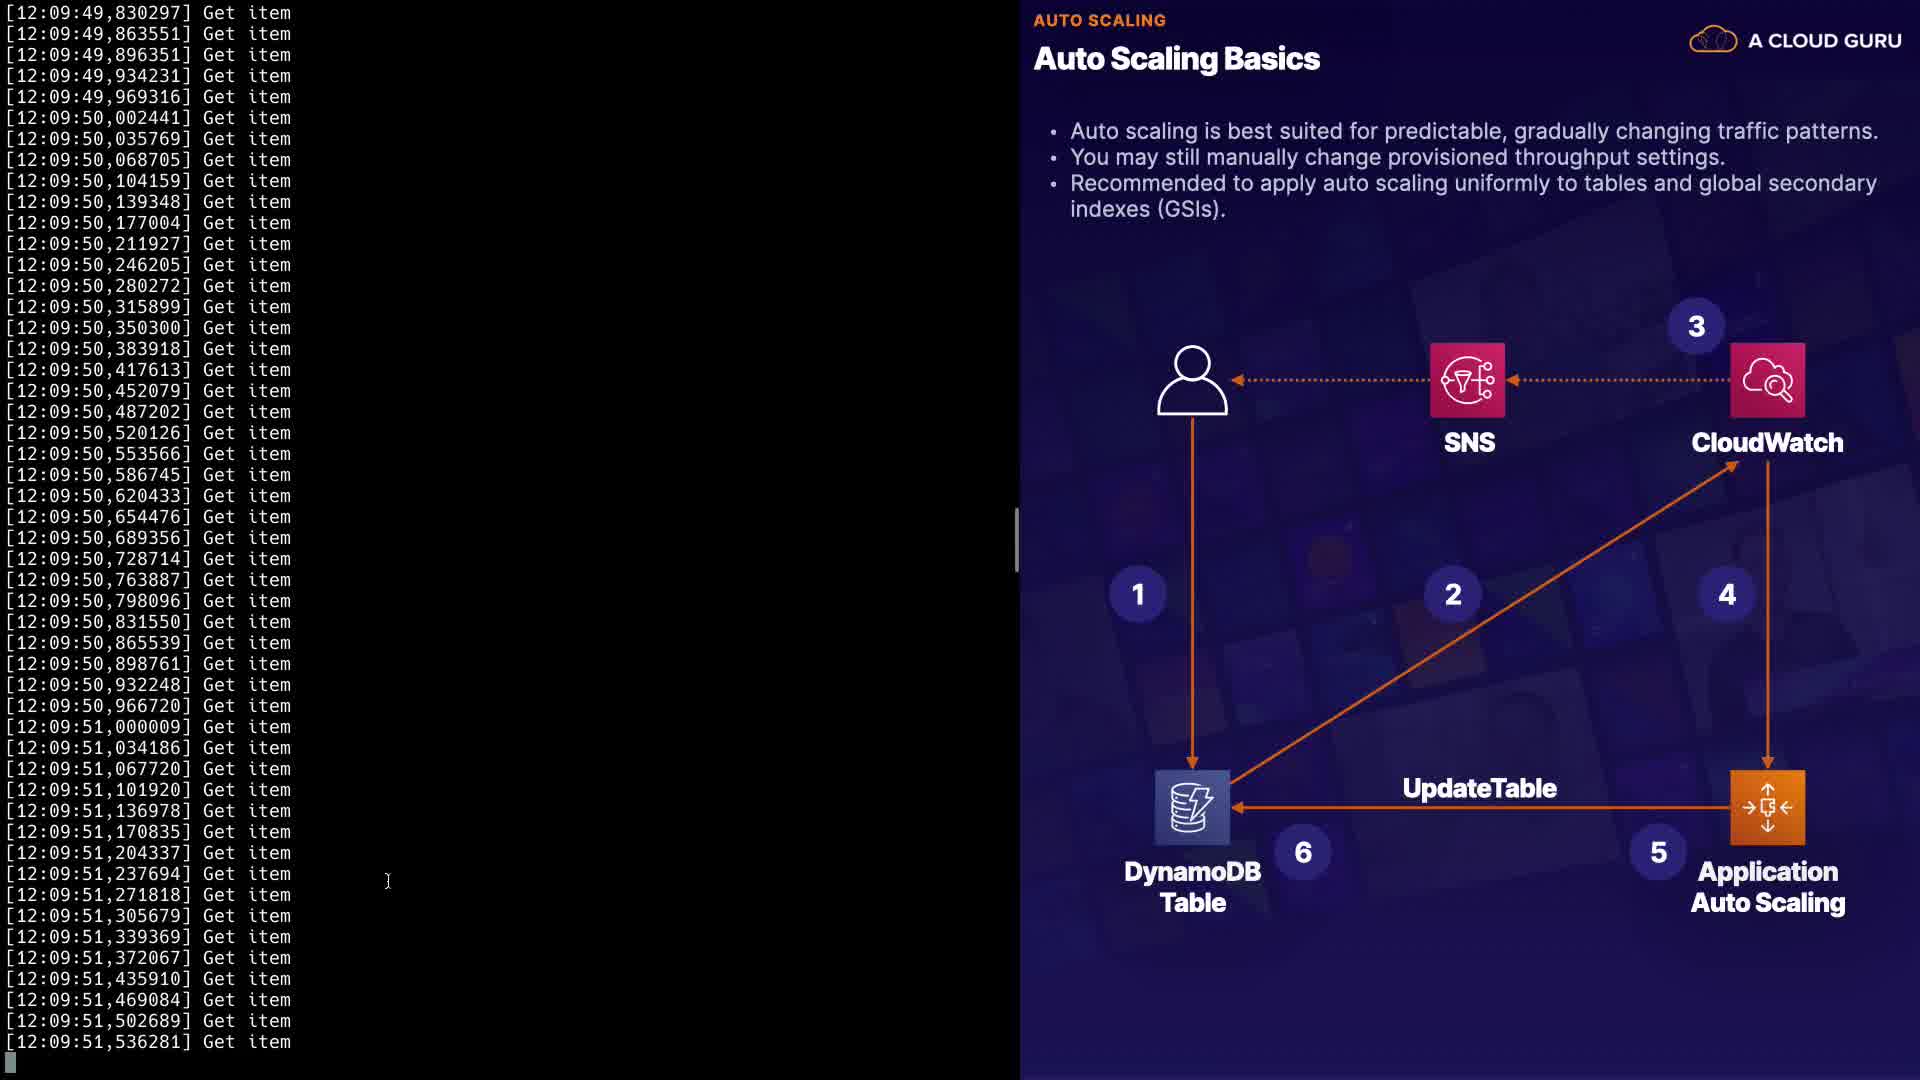 [12:09:49,830297] Get item
[12:09:49,863551] Get item
[12:09:49,896351] Get item
[12:09:49,934231] Get item
[12:09:49,969316] Get item
[12:09:50,002441] Get item
[12:09:50,035769] Get item
[12:09:50,068705] Get item
[12:09:50,104159] Get item
[12:09:50,139348] Get item
[12:09:50,177004] Get item
[12:09:50,211927] Get item
[12:09:50,246205] Get item
[12:09:50,280272] Get item
[12:09:50,315899] Get item
[12:09:50,350300] Get item
[12:09:50,383918] Get item
[12:09:50,417613] Get item
[12:09:50,452079] Get item
[12:09:50,487202] Get item
[12:09:50,520126] Get item
[12:09:50,553566] Get item
[12:09:50,586745] Get item
[12:09:50,620433] Get item
[12:09:50,654476] Get item
[12:09:50,689356] Get item
[12:09:50,728714] Get item
[12:09:50,763887] Get item
[12:09:50,798096] Get item
[12:09:50,831550] Get item
[12:09:50,865539] Get item
[12:09:50,898761] Get item
[12:09:50,932248] Get item
[12:09:50,966720] Get item
[12:09:51,000009] Get item
[12:09:51,034186] Get item
[12:09:51,067720] Get item
[12:09:51,101920] Get item
[12:09:51,136978] Get item
[12:09:51,170835] Get item
[12:09:51,204337] Get item
[12:09:51,237694] Get item
[12:09:51,271818] Get item
[12:09:51,305679] Get item
[12:09:51,339369] Get item
[12:09:51,372067] Get item
[12:09:51,435910] Get item
[12:09:51,469084] Get item
[12:09:51,502689] Get item
[12:09:51,536281] Get item
AUTO SCALING
Auto Scaling Basics
A CLOUD GURU
• Auto scaling is best suited for predictable, gradually changing traffic patterns.
• You may still manually change provisioned throughput settings.
• Recommended to apply auto scaling uniformly to tables and global secondary
indexes (GSIs).
3
SNS
CloudWatch
1
2
4
UpdateTable
6
5
DynamoDB
Table
Application
Auto Scaling